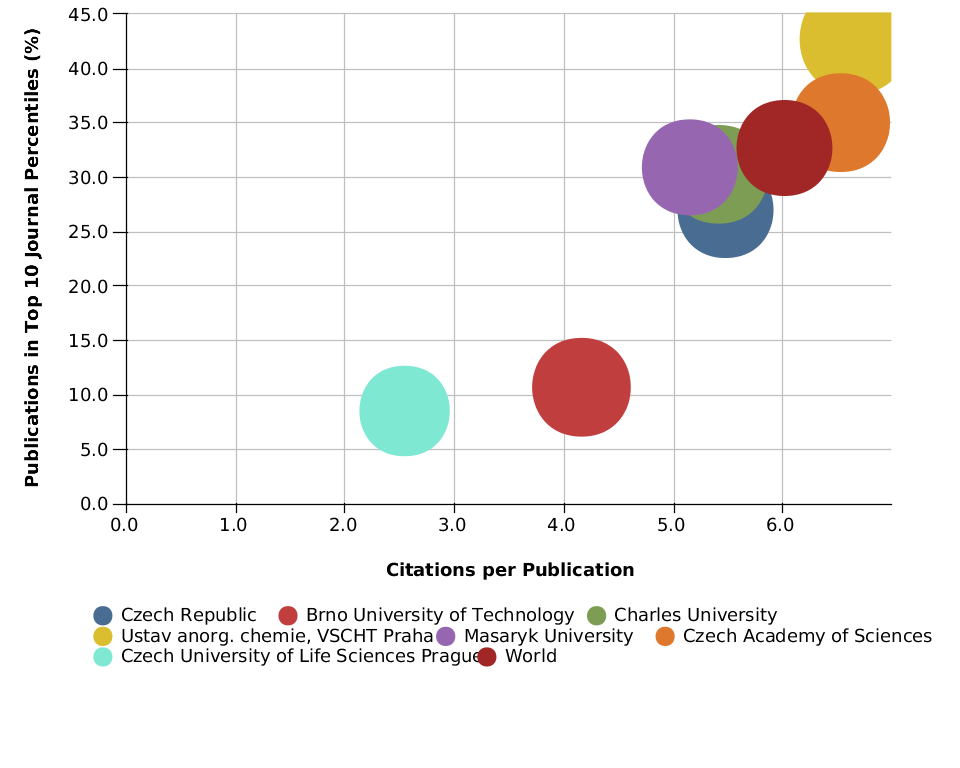 45.0
40.0
35.0
30.0
25.0
20.0
15.0
10.0
5.0
0.0
Publications in Top 10 Journal Percentiles (%)
0.0 1.0 2.0 3.0 4.0 5.0 6.0
Citations per Publication
Czech Republic Brno University of Technology Charles University
Ustav anorg. chemie, VSCHT Praha Masaryk University Czech Academy of Sciences
Czech University of Life Sciences Prague World